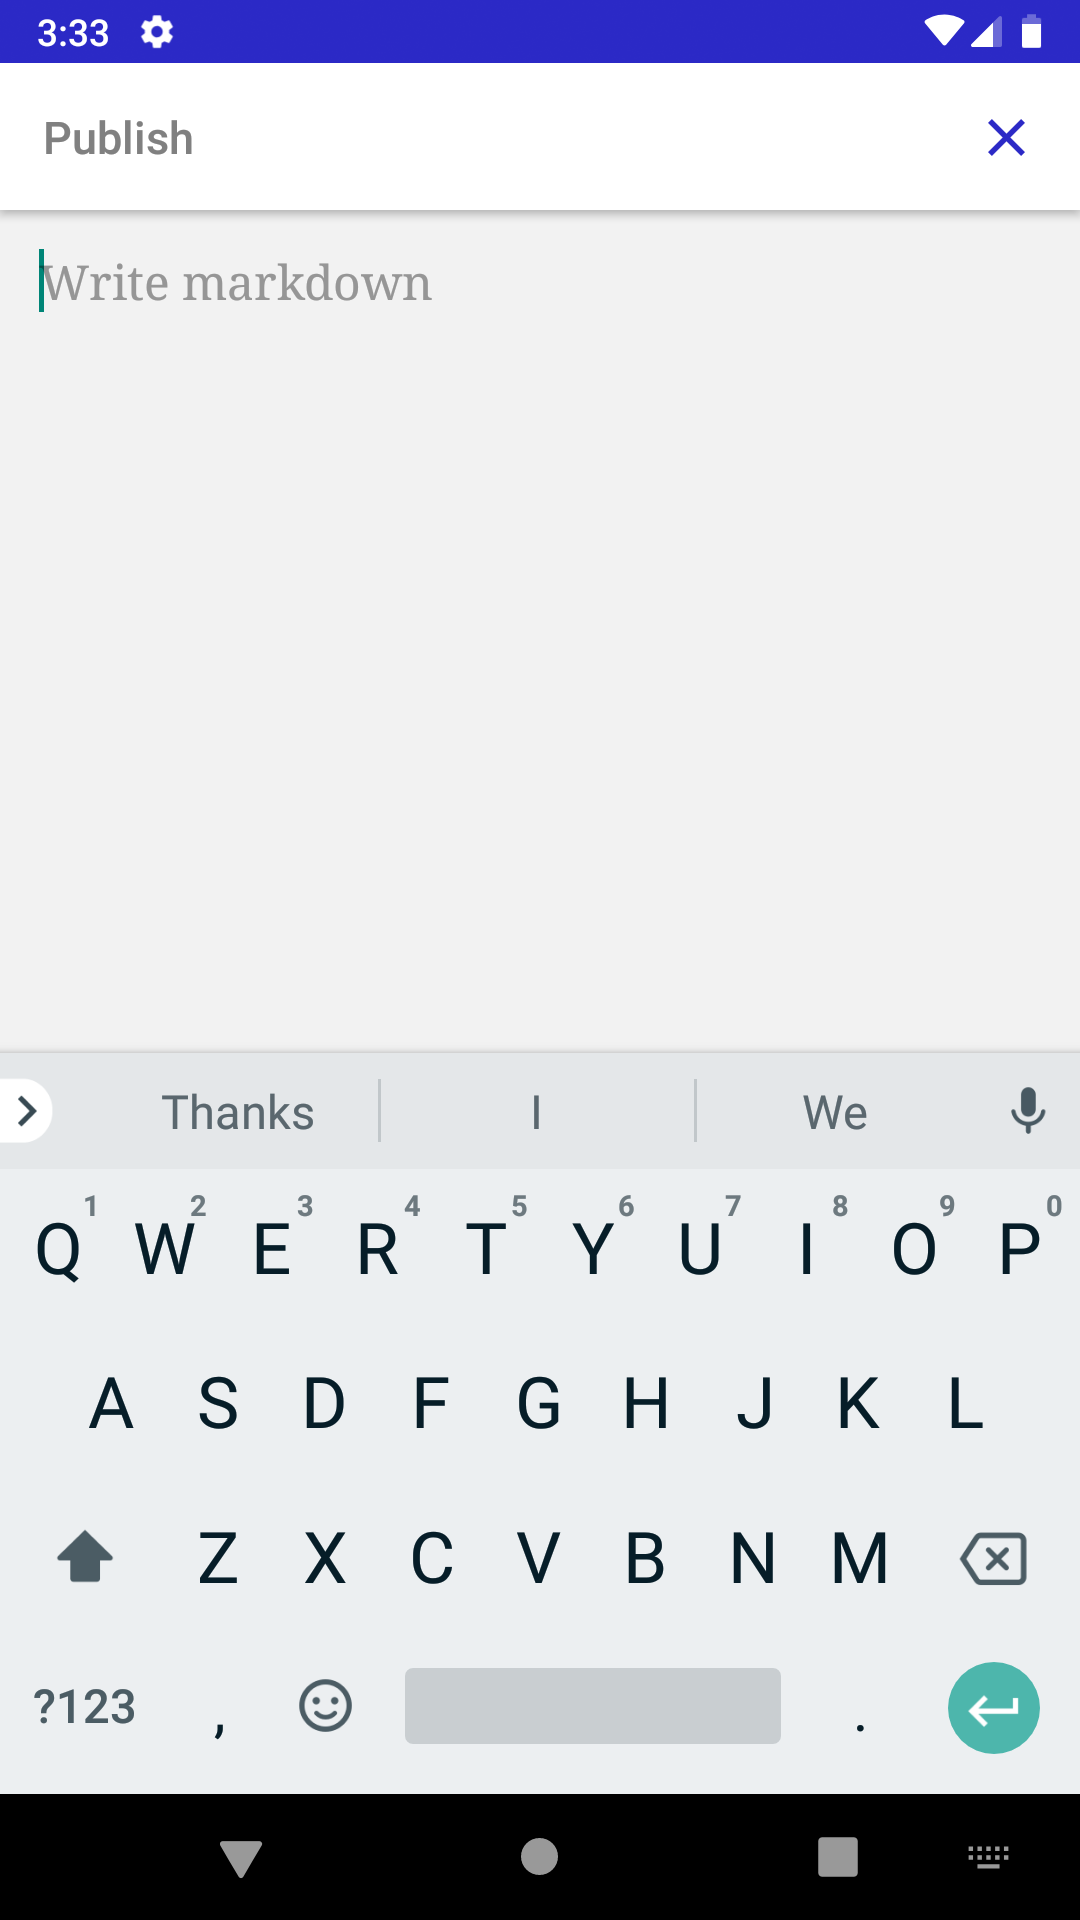 3:33
Publish
Write markdown
Thanks I We
1 2 3 4 5 6 7 8 9 0
Q W E R T Y U I O P
A S D F G H J K L
Z X C V B N M
?123 , .